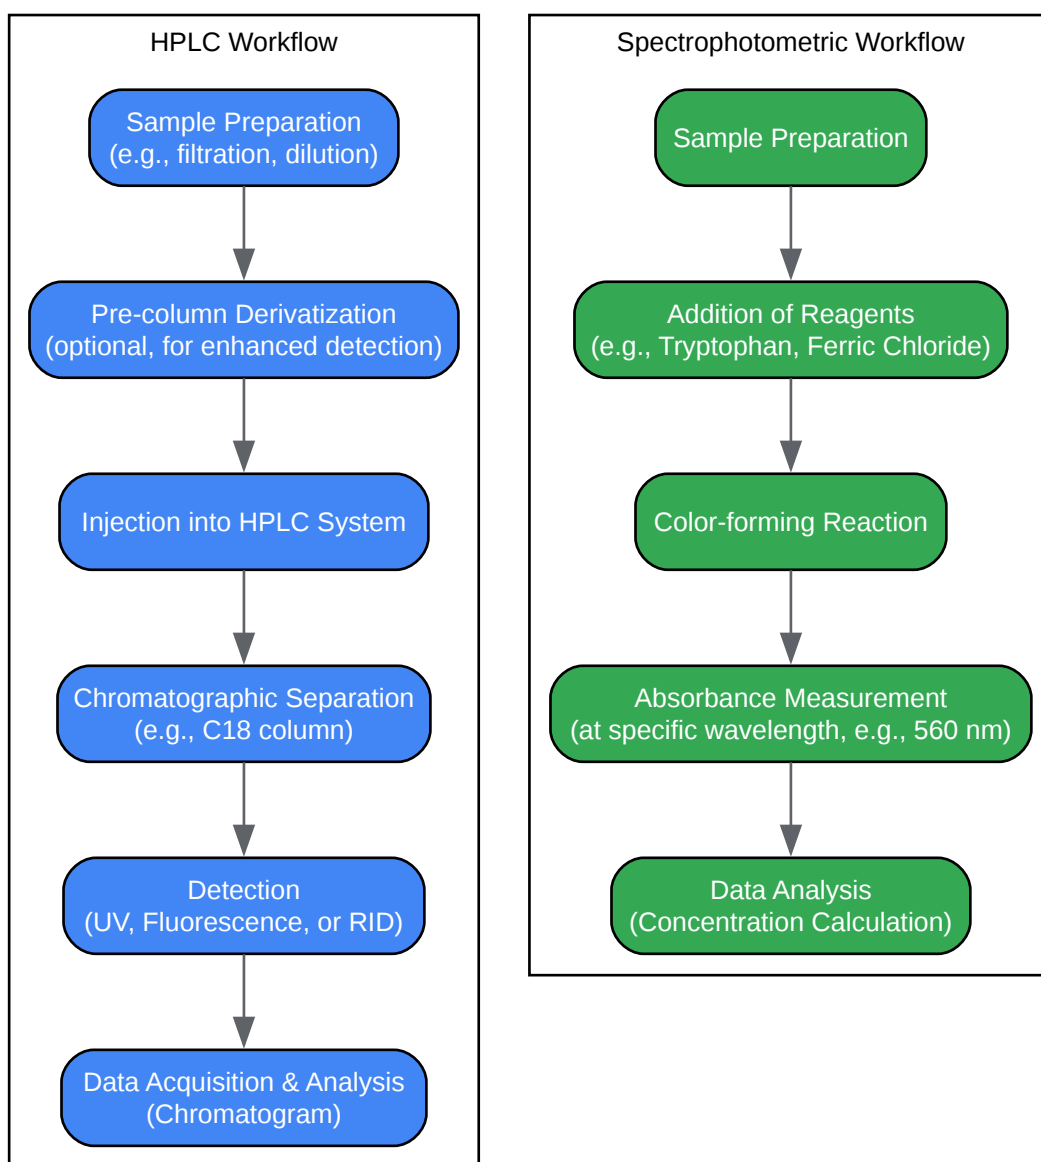 HPLC Workflow
Sample Preparation
(e.g., filtration, dilution)
Pre-column Derivatization
(optional, for enhanced detection)
Injection into HPLC System
Chromatographic Separation
(e.g., C18 column)
Detection
(UV, Fluorescence, or RID)
Data Acquisition & Analysis
(Chromatogram)
Spectrophotometric Workflow
Sample Preparation
Addition of Reagents
(e.g., Tryptophan, Ferric Chloride)
Color-forming Reaction
Absorbance Measurement
(at specific wavelength, e.g., 560 nm)
Data Analysis
(Concentration Calculation)